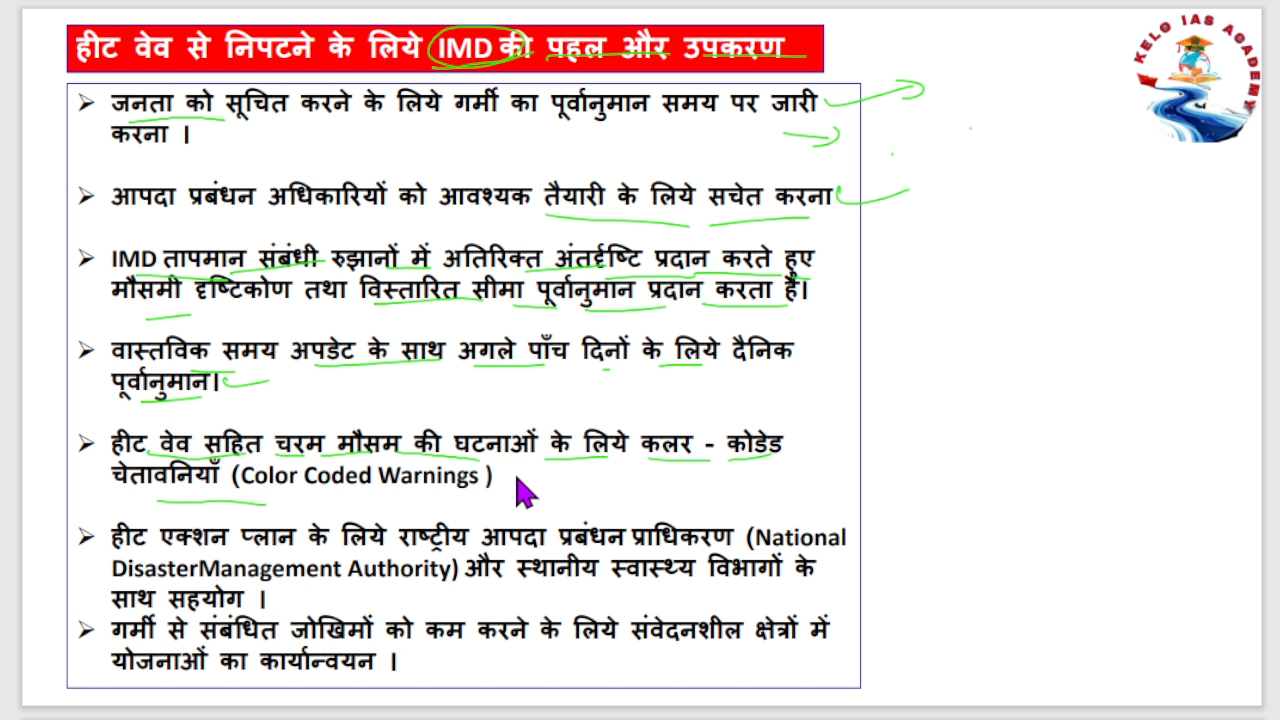 हीट वेव से निपटने के लिये IMD की पहल और उपकरण
KELO IAS ACADEMY
➢ जनता को सूचित करने के लिये गर्मी का पूर्वानुमान समय पर जारी
करना ।
➢ आपदा प्रबंधन अधिकारियों को आवश्यक तैयारी के लिये सचेत करना
➢ IMD तापमान संबंधी रुझानों में अतिरिक्त अंतर्दृष्टि प्रदान करते हुए
मौसमी दृष्टिकोण तथा विस्तारित सीमा पूर्वानुमान प्रदान करता है।
➢ वास्तविक समय अपडेट के साथ अगले पाँच दिनों के लिये दैनिक
पूर्वानुमान।
➢ हीट वेव सहित चरम मौसम की घटनाओं के लिये कलर - कोडेड
चेतावनियाँ (Color Coded Warnings )
➢ हीट एक्शन प्लान के लिये राष्ट्रीय आपदा प्रबंधन प्राधिकरण (National
DisasterManagement Authority) और स्थानीय स्वास्थ्य विभागों के
साथ सहयोग ।
➢ गर्मी से संबंधित जोखिमों को कम करने के लिये संवेदनशील क्षेत्रों में
योजनाओं का कार्यान्वयन ।